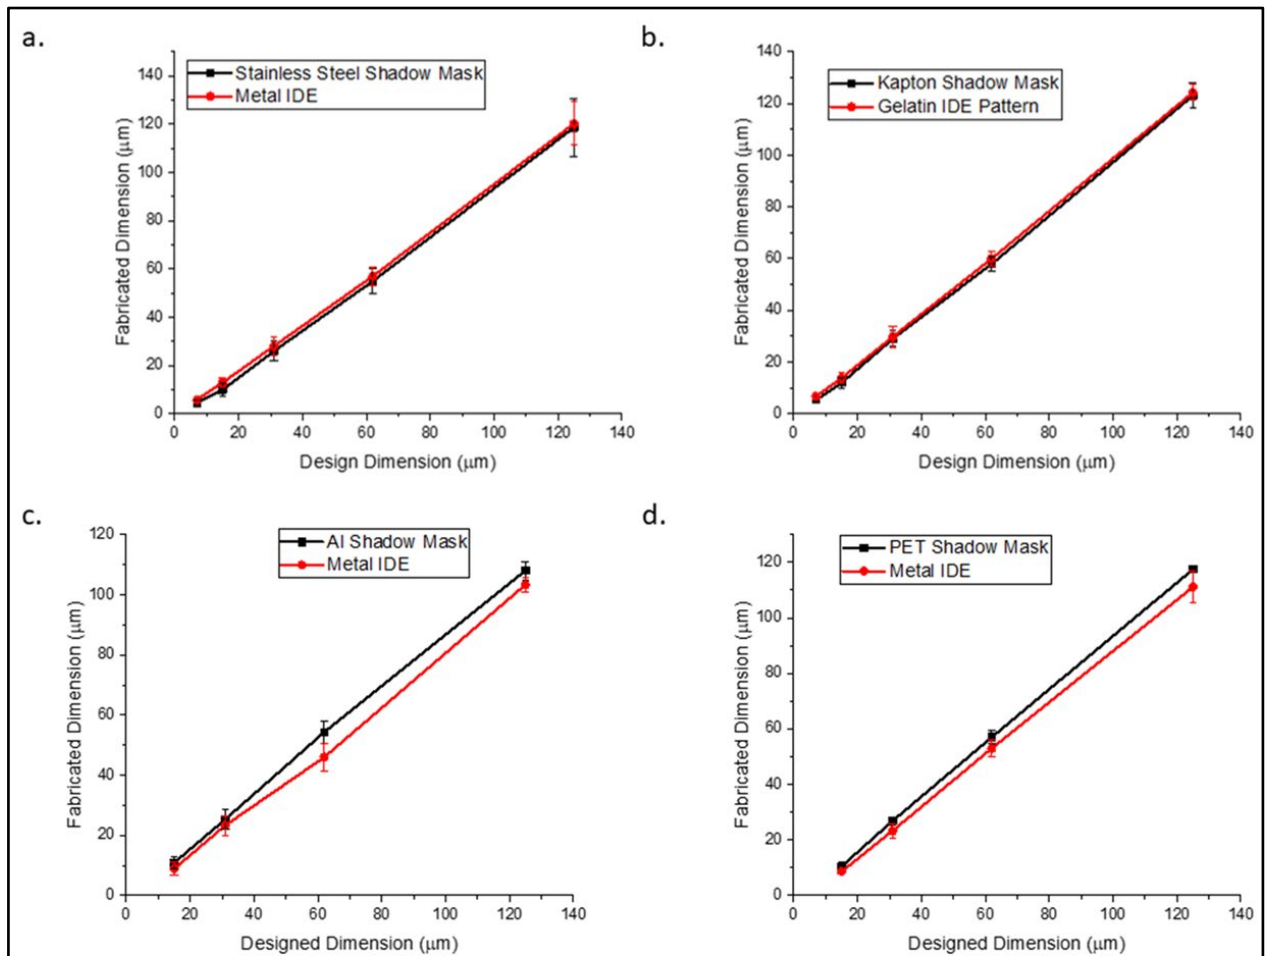 a.
Stainless Steel Shadow Mask
Metal IDE
140
120
100
80
60
40
20
0
Fabricated Dimension (μm)
0 20 40 60 80 100 120 140
Design Dimension (μm)
b.
Kapton Shadow Mask
Gelatin IDE Pattern
140
120
100
80
60
40
20
0
Fabricated Dimension (μm)
0 20 40 60 80 100 120 140
Design Dimension (μm)
c.
Al Shadow Mask
Metal IDE
120
100
80
60
40
20
0
Fabricated Dimension (μm)
0 20 40 60 80 100 120 140
Designed Dimension (μm)
d.
PET Shadow Mask
Metal IDE
120
100
80
60
40
20
0
Fabricated Dimension (μm)
0 20 40 60 80 100 120 140
Designed Dimension (μm)